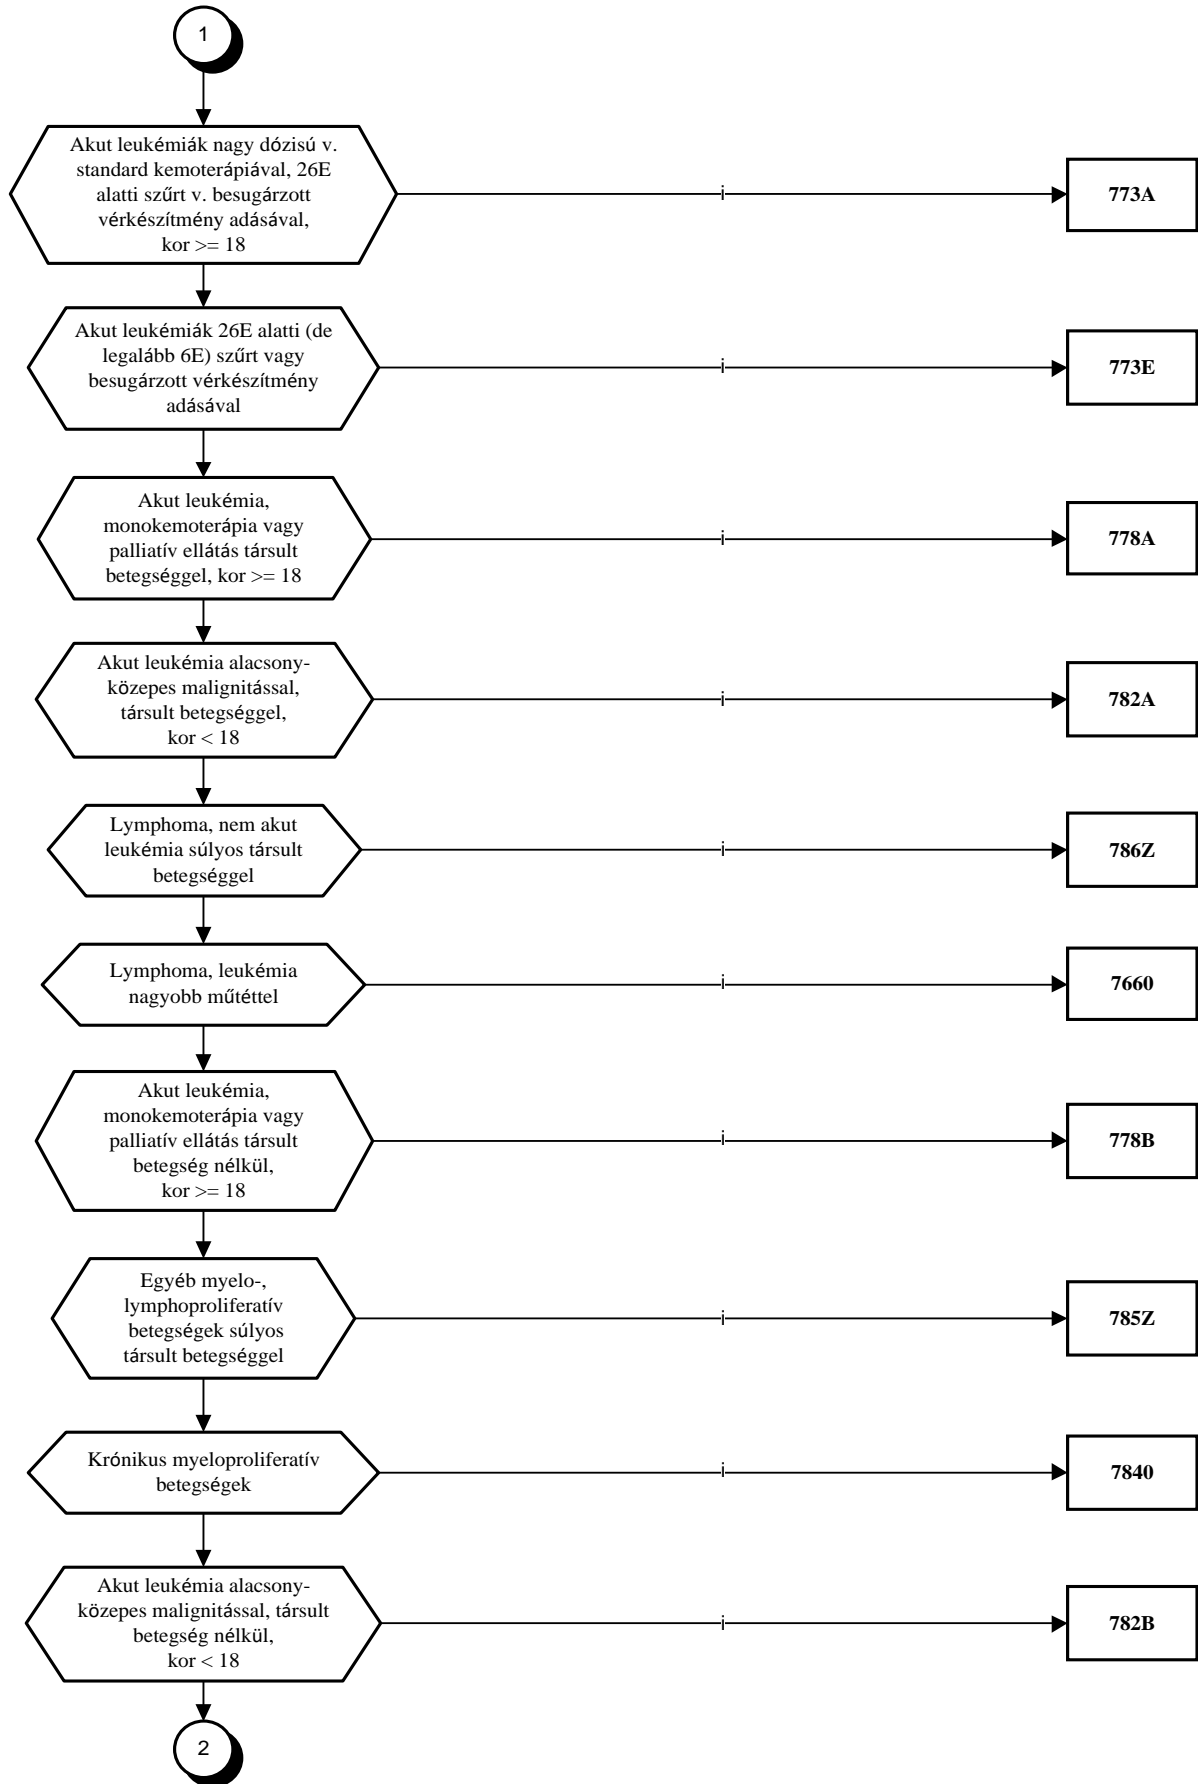 1
Akut leukémiák nagy dózisú v.
standard kemoterápiával, 26E
alatti szűrt v. besugárzott
vérkészítmény adásával,
kor >= 18
i
773A
Akut leukémiák 26E alatti (de
legalább 6E) szűrt vagy
besugárzott vérkészítmény
adásával
i
773E
Akut leukémia,
monokemoterápia vagy
palliatív ellátás társult
betegséggel, kor >= 18
i
778A
Akut leukémia alacsony-
közepes malignitással,
társult betegséggel,
kor < 18
i
782A
Lymphoma, nem akut
leukémia súlyos társult
betegséggel
i
786Z
Lymphoma, leukémia
nagyobb műtéttel
i
7660
Akut leukémia,
monokemoterápia vagy
palliatív ellátás társult
betegség nélkül,
kor >= 18
i
778B
Egyéb myelo-,
lymphoproliferatív
betegségek súlyos
társult betegséggel
i
785Z
Krónikus myeloproliferatív
betegségek
i
7840
Akut leukémia alacsony-
közepes malignitással, társult
betegség nélkül,
kor < 18
i
782B
2